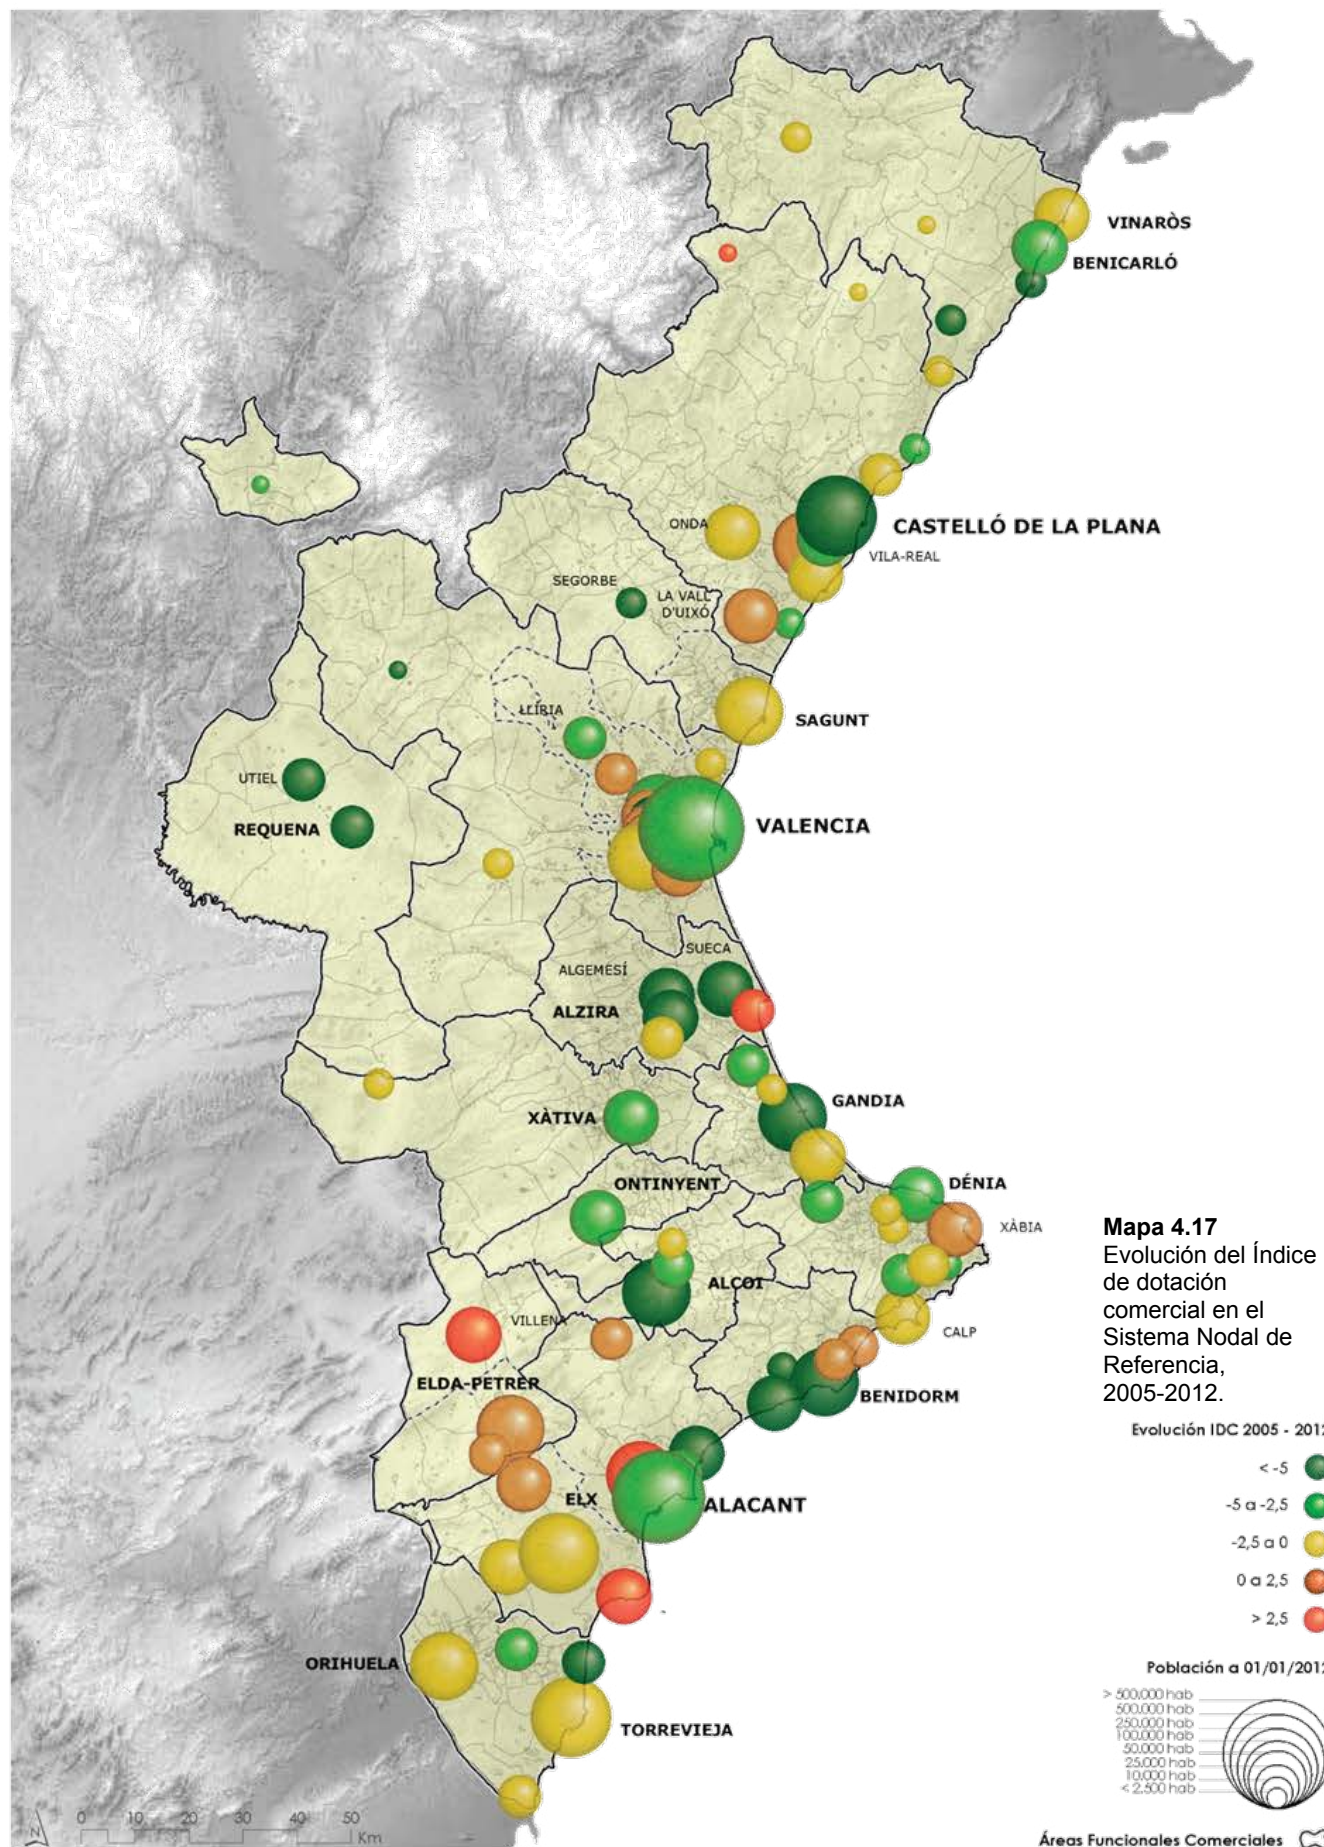 VINARÒS
BENICARLÓ
CASTELLÓ DE LA PLANA
ONDA
VILA-REAL
SEGORBE
LA VALL
D'UIXÓ
SAGUNT
LLÍRIA
UTIEL
REQUENA
VALENCIA
SUECA
ALGEMESÍ
ALZIRA
GANDIA
XÀTIVA
ONTINYENT
DÉNIA
XÀBIA
ALCOI
VILLENA
CALP
ELDA-PETRER
BENIDORM
ELX
ALACANT
ORIHUELA
TORREVIEJA
Mapa 4.17
Evolución del Índice
de dotación
comercial en el
Sistema Nodal de
Referencia,
2005-2012.
Evolución IDC 2005 - 2012
< -5
-5 a -2,5
-2,5 a 0
0 a 2,5
> 2,5
Población a 01/01/2012
> 500.000 hab
500.000 hab
250.000 hab
100.000 hab
50.000 hab
25.000 hab
10.000 hab
< 2.500 hab
Áreas Funcionales Comerciales
N
0 10 20 30 40 50
Km